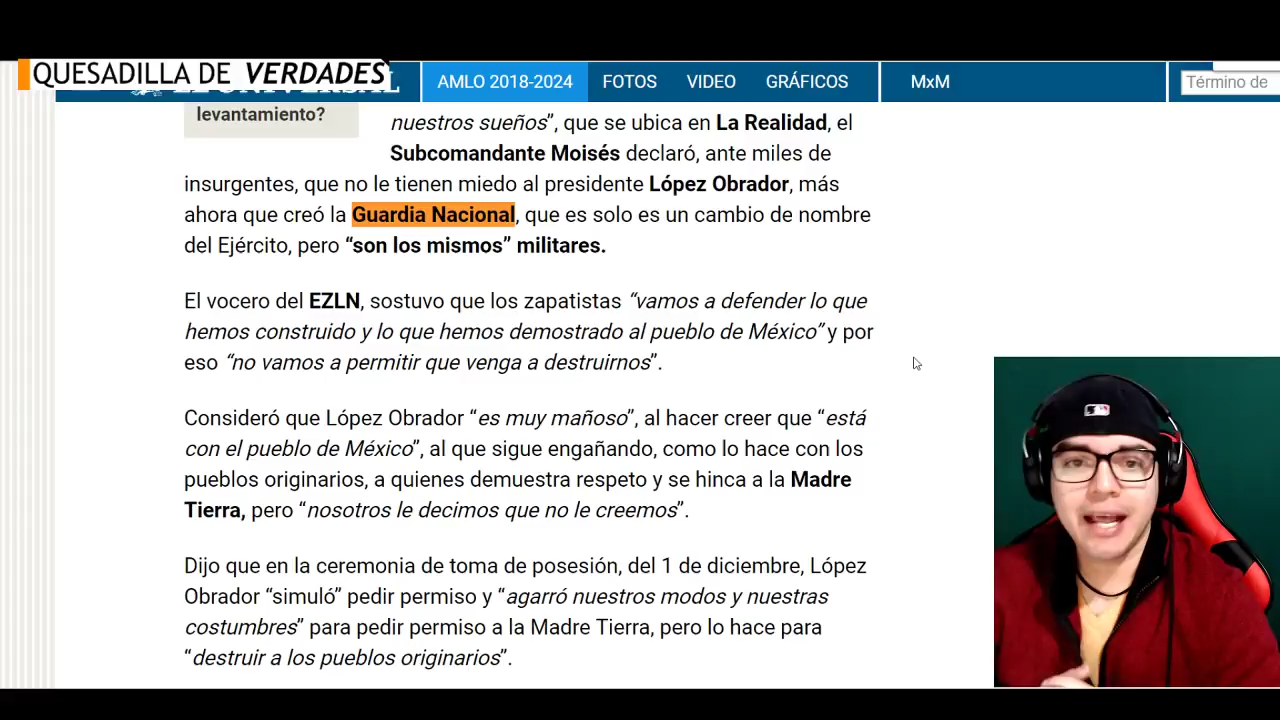 QUESADILLA DE VERDADES
AMLO 2018-2024 FOTOS VIDEO GRÁFICOS MxM Término de
levantamiento?
nuestros sueños”, que se ubica en La Realidad, el
Subcomandante Moisés declaró, ante miles de
insurgentes, que no le tienen miedo al presidente López Obrador, más
ahora que creó la Guardia Nacional, que es solo es un cambio de nombre
del Ejército, pero “son los mismos” militares.
El vocero del EZLN, sostuvo que los zapatistas “vamos a defender lo que
hemos construido y lo que hemos demostrado al pueblo de México” y por
eso “no vamos a permitir que venga a destruirnos”.
Consideró que López Obrador “es muy mañoso”, al hacer creer que “está
con el pueblo de México”, al que sigue engañando, como lo hace con los
pueblos originarios, a quienes demuestra respeto y se hinca a la Madre
Tierra, pero “nosotros le decimos que no le creemos”.
Dijo que en la ceremonia de toma de posesión, del 1 de diciembre, López
Obrador “simuló” pedir permiso y “agarró nuestros modos y nuestras
costumbres” para pedir permiso a la Madre Tierra, pero lo hace para
“destruir a los pueblos originarios”.